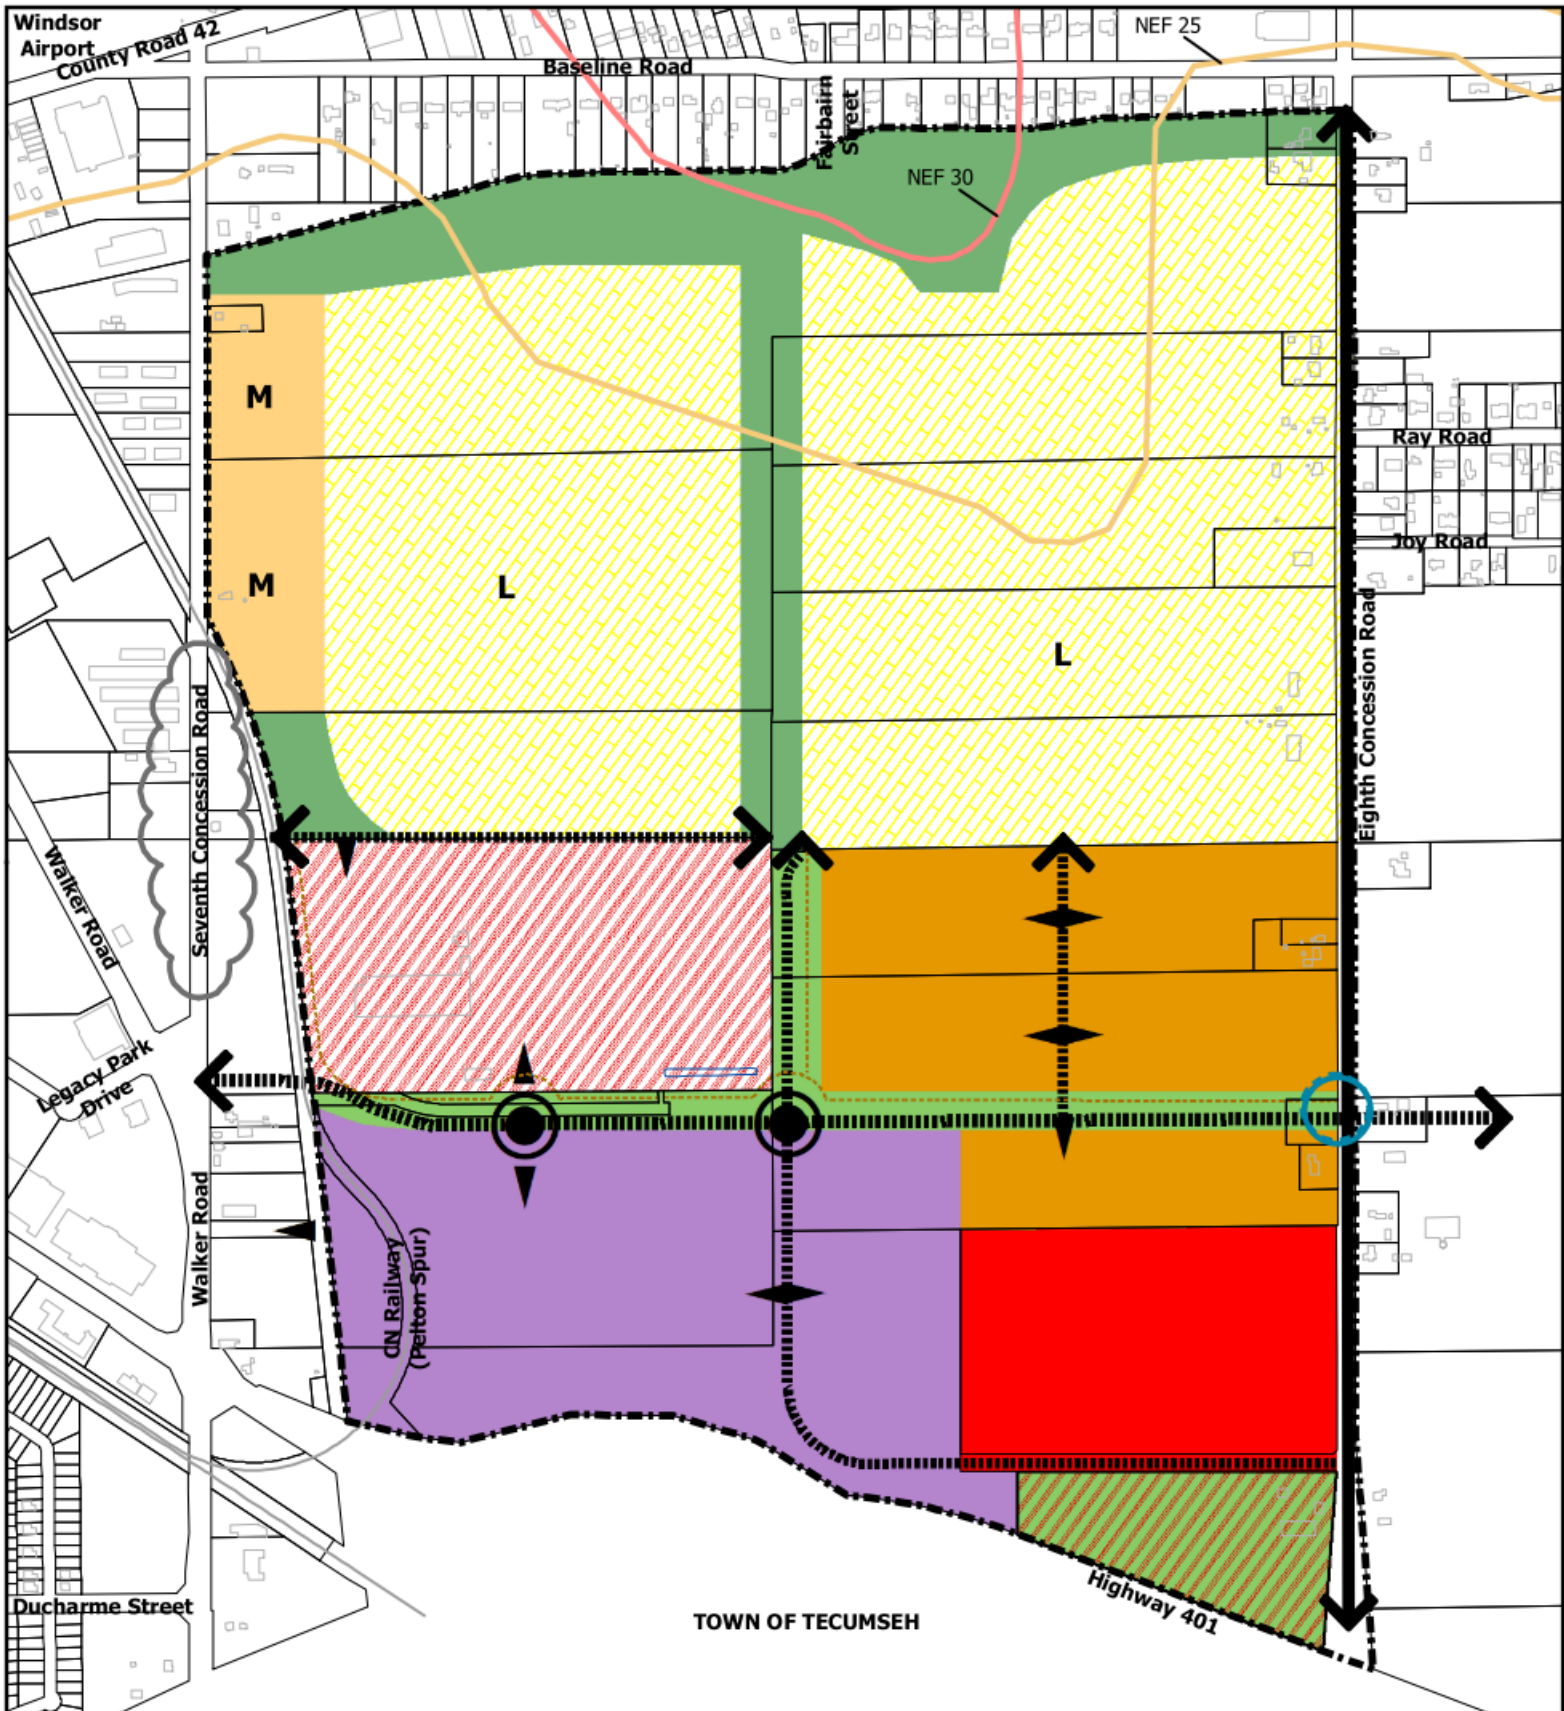 Windsor
Airport
County Road 42
NEF 25
Baseline Road
Fairbairn
Street
NEF 30
M
Ray Road
Joy Road
M
L
L
Eighth Concession Road
Seventh Concession Road
Walker Road
Legacy Park
Drive
Walker Road
CN Railway
(Pelton Spur)
Highway 401
Ducharme Street
TOWN OF TECUMSEH